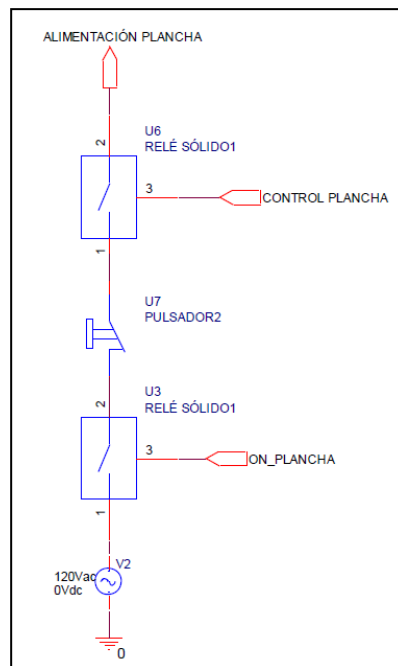 ALIMENTACIÓN PLANCHA
2
U6
RELÉ SÓLIDO1
3
CONTROL PLANCHA
1
U7
PULSADOR2
U3
RELÉ SÓLIDO1
2
3
ON_PLANCHA
1
V2
120Vac
0Vdc
0